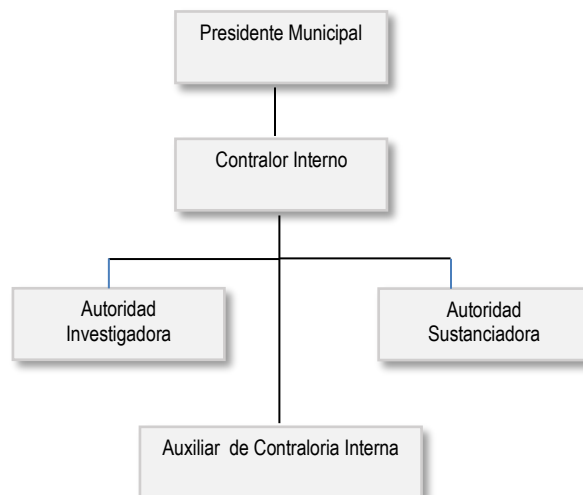 Presidente Municipal
Contralor Interno
Autoridad
Investigadora
Autoridad
Sustanciadora
Auxiliar de Contraloria Interna